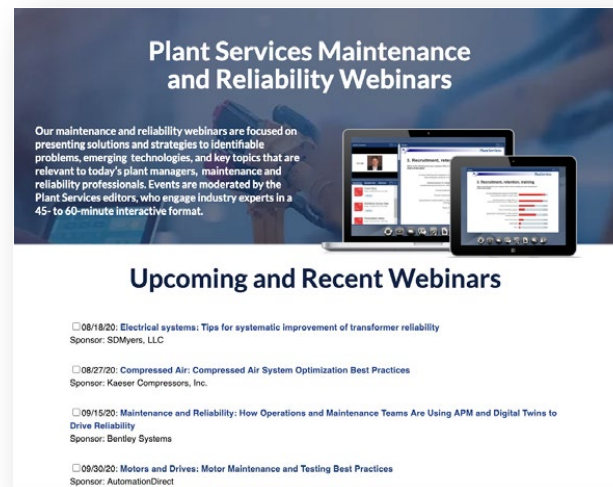 Plant Services Maintenance
and Reliability Webinars
Our maintenance and reliability webinars are focused on
presenting solutions and strategies to identifiable
problems, emerging technologies, and key topics that are
relevant to today's plant managers, maintenance and
reliability professionals. Events are moderated by the
Plant Services editors, who engage industry experts in a
45- to 60-minute interactive format.
2. Recruitment, retention, training
Upcoming and Recent Webinars
08/18/20: Electrical systems: Tips for systematic improvement of transformer reliability
Sponsor: SDMyers, LLC
08/27/20: Compressed Air: Compressed Air System Optimization Best Practices
Sponsor: Kaeser Compressors, Inc.
09/15/20: Maintenance and Reliability: How Operations and Maintenance Teams Are Using APM and Digital Twins to
Drive Reliability
Sponsor: Bentley Systems
09/30/20: Motors and Drives: Motor Maintenance and Testing Best Practices
Sponsor: AutomationDirect